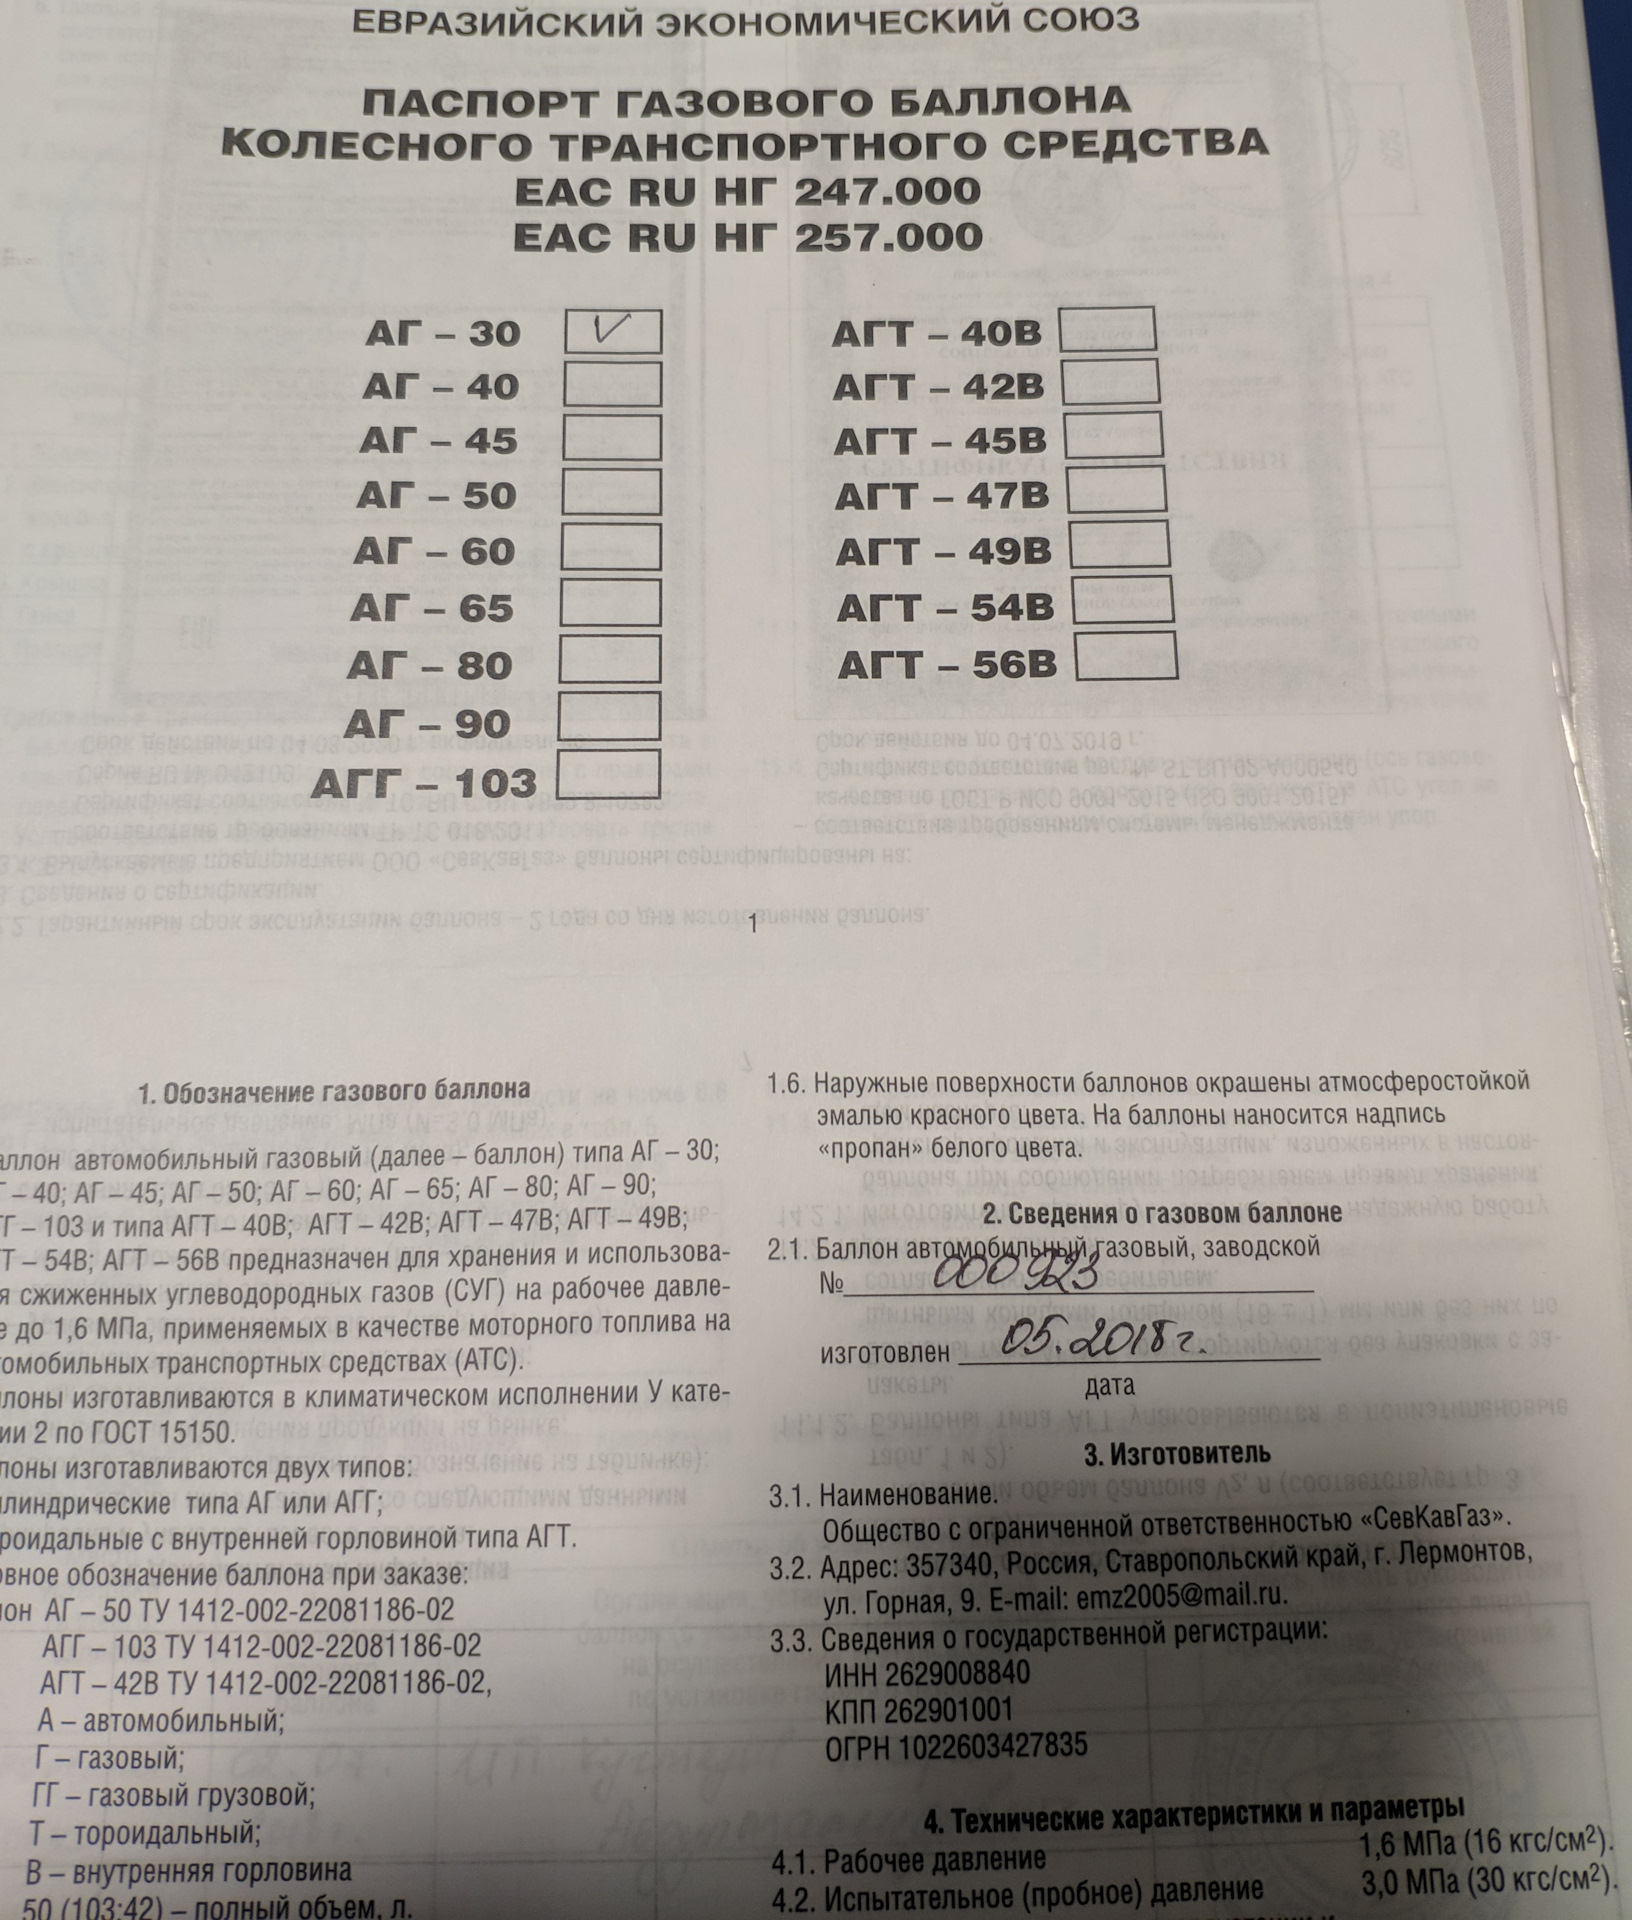 ЕВРАЗИЙСКИЙ ЭКОНОМИЧЕСКИЙ СОЮЗ
ПАСПОРТ ГАЗОВОГО БАЛЛОНА
КОЛЕСНОГО ТРАНСПОРТНОГО СРЕДСТВА
ЕАС RU НГ 247.000
ЕАС RU НГ 257.000
АГ – 30 V
АГ – 40
АГ – 45
АГ – 50
АГ – 60
АГ – 65
АГ – 80
АГ – 90
АГГ – 103
АГТ – 40В
АГТ – 42В
АГТ – 45В
АГТ – 47В
АГТ – 49В
АГТ – 54В
АГТ – 56В
1
1. Обозначение газового баллона
аллон автомобильный газовый (далее – баллон) типа АГ – 30;
Г – 40; АГ – 45; АГ – 50; АГ – 60; АГ – 65; АГ – 80; АГ – 90;
ГГ – 103 и типа АГТ – 40В; АГТ – 42В; АГТ – 47В; АГТ – 49В;
ГТ – 54В; АГТ – 56В предназначен для хранения и использова-
я сжиженных углеводородных газов (СУГ) на рабочее давле-
е до 1,6 МПа, применяемых в качестве моторного топлива на
томобильных транспортных средствах (АТС).
ллоны изготавливаются в климатическом исполнении У кате-
ии 2 по ГОСТ 15150.
лоны изготавливаются двух типов:
линдрические типа АГ или АГГ;
роидальные с внутренней горловиной типа АГТ.
овное обозначение баллона при заказе:
лон АГ – 50 ТУ 1412-002-22081186-02
АГГ – 103 ТУ 1412-002-22081186-02
АГТ – 42В ТУ 1412-002-22081186-02,
А – автомобильный;
Г – газовый;
ГГ – газовый грузовой;
Т – тороидальный;
В – внутренняя горловина
50 (103;42) – полный объем, л.
1.6. Наружные поверхности баллонов окрашены атмосферостойкой
эмалью красного цвета. На баллоны наносится надпись
«пропан» белого цвета.
2. Сведения о газовом баллоне
2.1. Баллон автомобильный газовый, заводской
№ 000923
изготовлен 05.2018 г.
дата
3. Изготовитель
3.1. Наименование.
Общество с ограниченной ответственностью «СевКавГаз».
3.2. Адрес: 357340, Россия, Ставропольский край, г. Лермонтов,
ул. Горная, 9. E-mail: emz2005@mail.ru.
3.3. Сведения о государственной регистрации:
ИНН 2629008840
КПП 262901001
ОГРН 1022603427835
4. Технические характеристики и параметры
4.1. Рабочее давление 1,6 МПа (16 кгс/см²).
4.2. Испытательное (пробное) давление 3,0 МПа (30 кгс/см²).